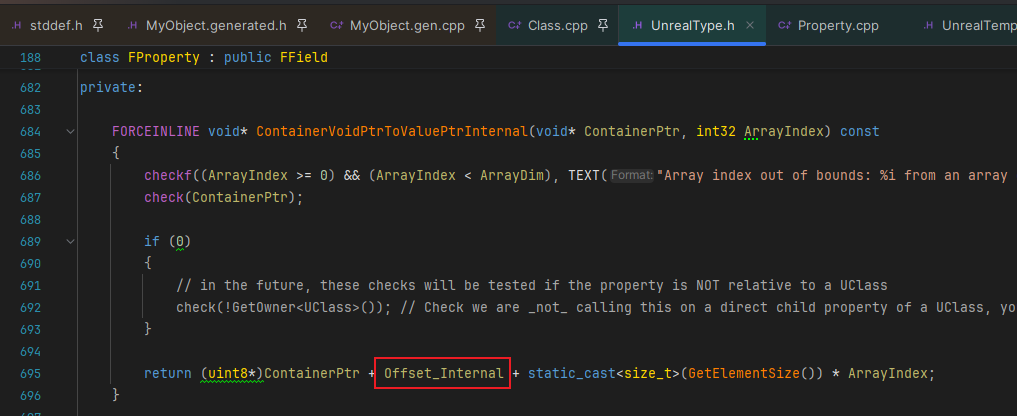 stddef.h MyObject.generated.h MyObject.gen.cpp Class.cpp UnrealType.h Property.cpp UnrealTemp
188 class FProperty : public FField
682 private:
683
684 FORCEINLINE void* ContainerVoidPtrToValuePtrInternal(void* ContainerPtr, int32 ArrayIndex) const
685 {
686 checkf((ArrayIndex >= 0) && (ArrayIndex < ArrayDim), TEXT(Format:"Array index out of bounds: %i from an array
687 check(ContainerPtr);
688
689 if (0)
690 {
691 // in the future, these checks will be tested if the property is NOT relative to a UClass
692 check(!GetOwner<UClass>()); // Check we are _not_ calling this on a direct child property of a UClass, yo
693 }
694
695 return (uint8*)ContainerPtr + Offset_Internal + static_cast<size_t>(GetElementSize()) * ArrayIndex;
696 }